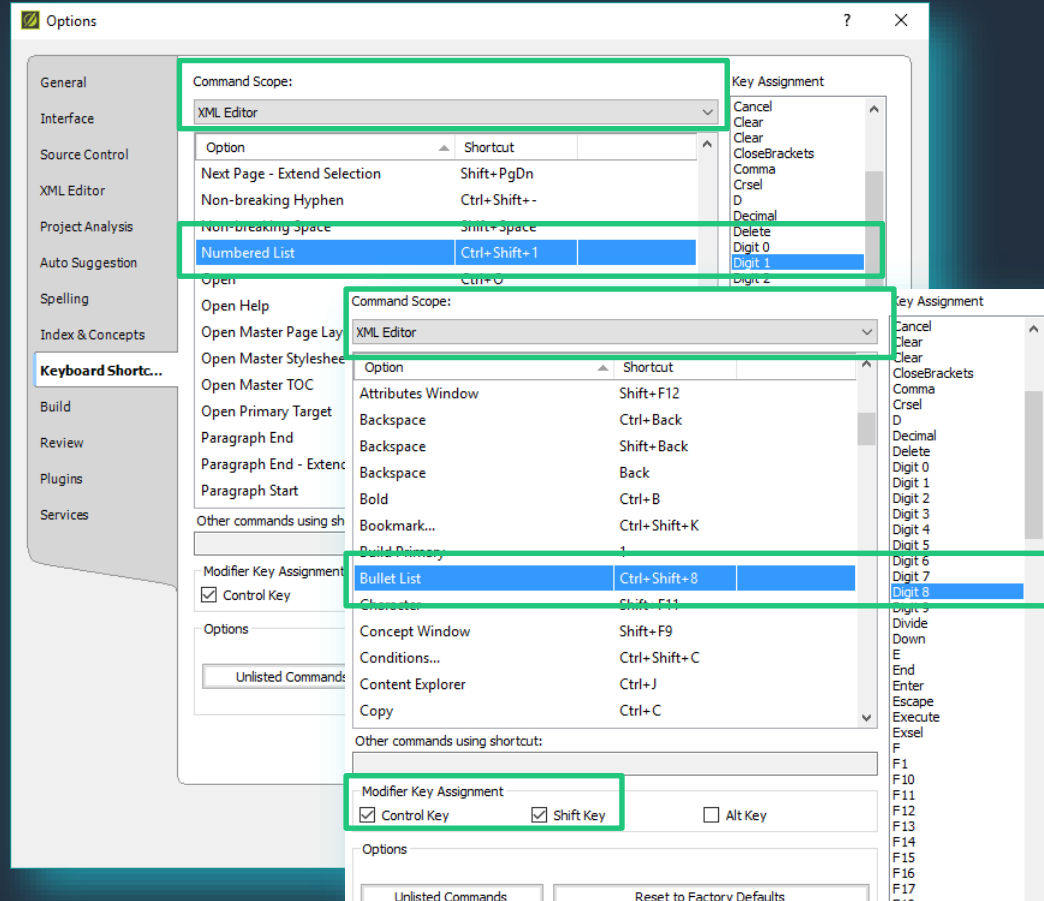 Options
?
General
Interface
Source Control
XML Editor
Project Analysis
Auto Suggestion
Spelling
Index & Concepts
Keyboard Shortc...
Build
Review
Plugins
Services
Command Scope:
XML Editor
Option Shortcut
Next Page - Extend Selection Shift+PgDn
Non-breaking Hyphen Ctrl+Shift+-
Non-breaking Space Shift+Space
Numbered List Ctrl+Shift+1
Open Ctrl+O
Open Help
Open Master Page Lay
Open Master Styleshee
Open Master TOC
Open Primary Target
Paragraph End
Paragraph End - Extend
Paragraph Start
Other commands using sh
Modifier Key Assignment
Control Key
Options
Unlisted Commands
Key Assignment
Cancel
Clear
Clear
CloseBrackets
Comma
Crsel
D
Decimal
Delete
Digit 0
Digit 1
Digit 2
Command Scope:
XML Editor
Option Shortcut
Attributes Window Shift+F12
Backspace Ctrl+Back
Backspace Shift+Back
Backspace Back
Bold Ctrl+B
Bookmark... Ctrl+Shift+K
Build Primary
Bullet List Ctrl+Shift+8
Character Shift+F11
Concept Window Shift+F9
Conditions... Ctrl+Shift+C
Content Explorer Ctrl+J
Copy Ctrl+C
Other commands using shortcut:
Modifier Key Assignment
Control Key Shift Key Alt Key
Options
Unlisted Commands Reset to Factory Defaults
Key Assignment
Cancel
Clear
Clear
CloseBrackets
Comma
Crsel
D
Decimal
Delete
Digit 0
Digit 1
Digit 2
Digit 3
Digit 4
Digit 5
Digit 6
Digit 7
Digit 8
Digit 9
Divide
Down
E
End
Enter
Escape
Execute
Exsel
F
F1
F10
F11
F12
F13
F14
F15
F16
F17